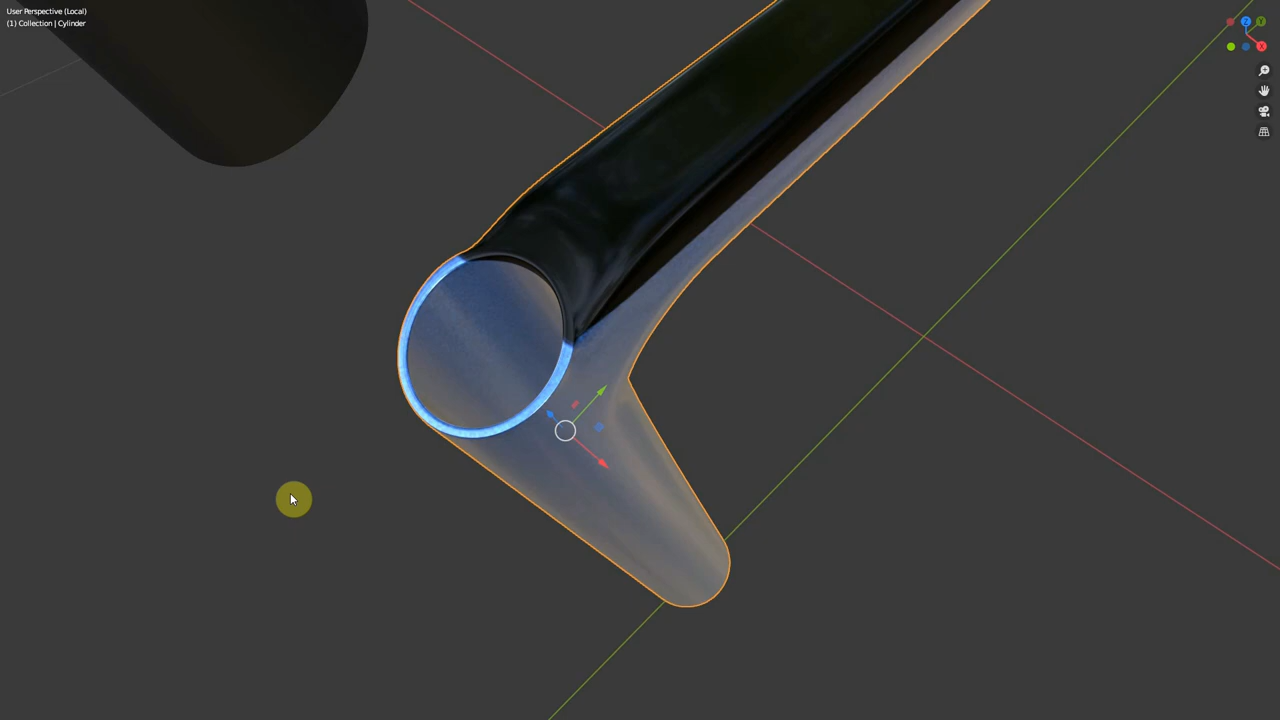 User Perspective (Local)
(1) Collection | Cylinder
Z
Y
X